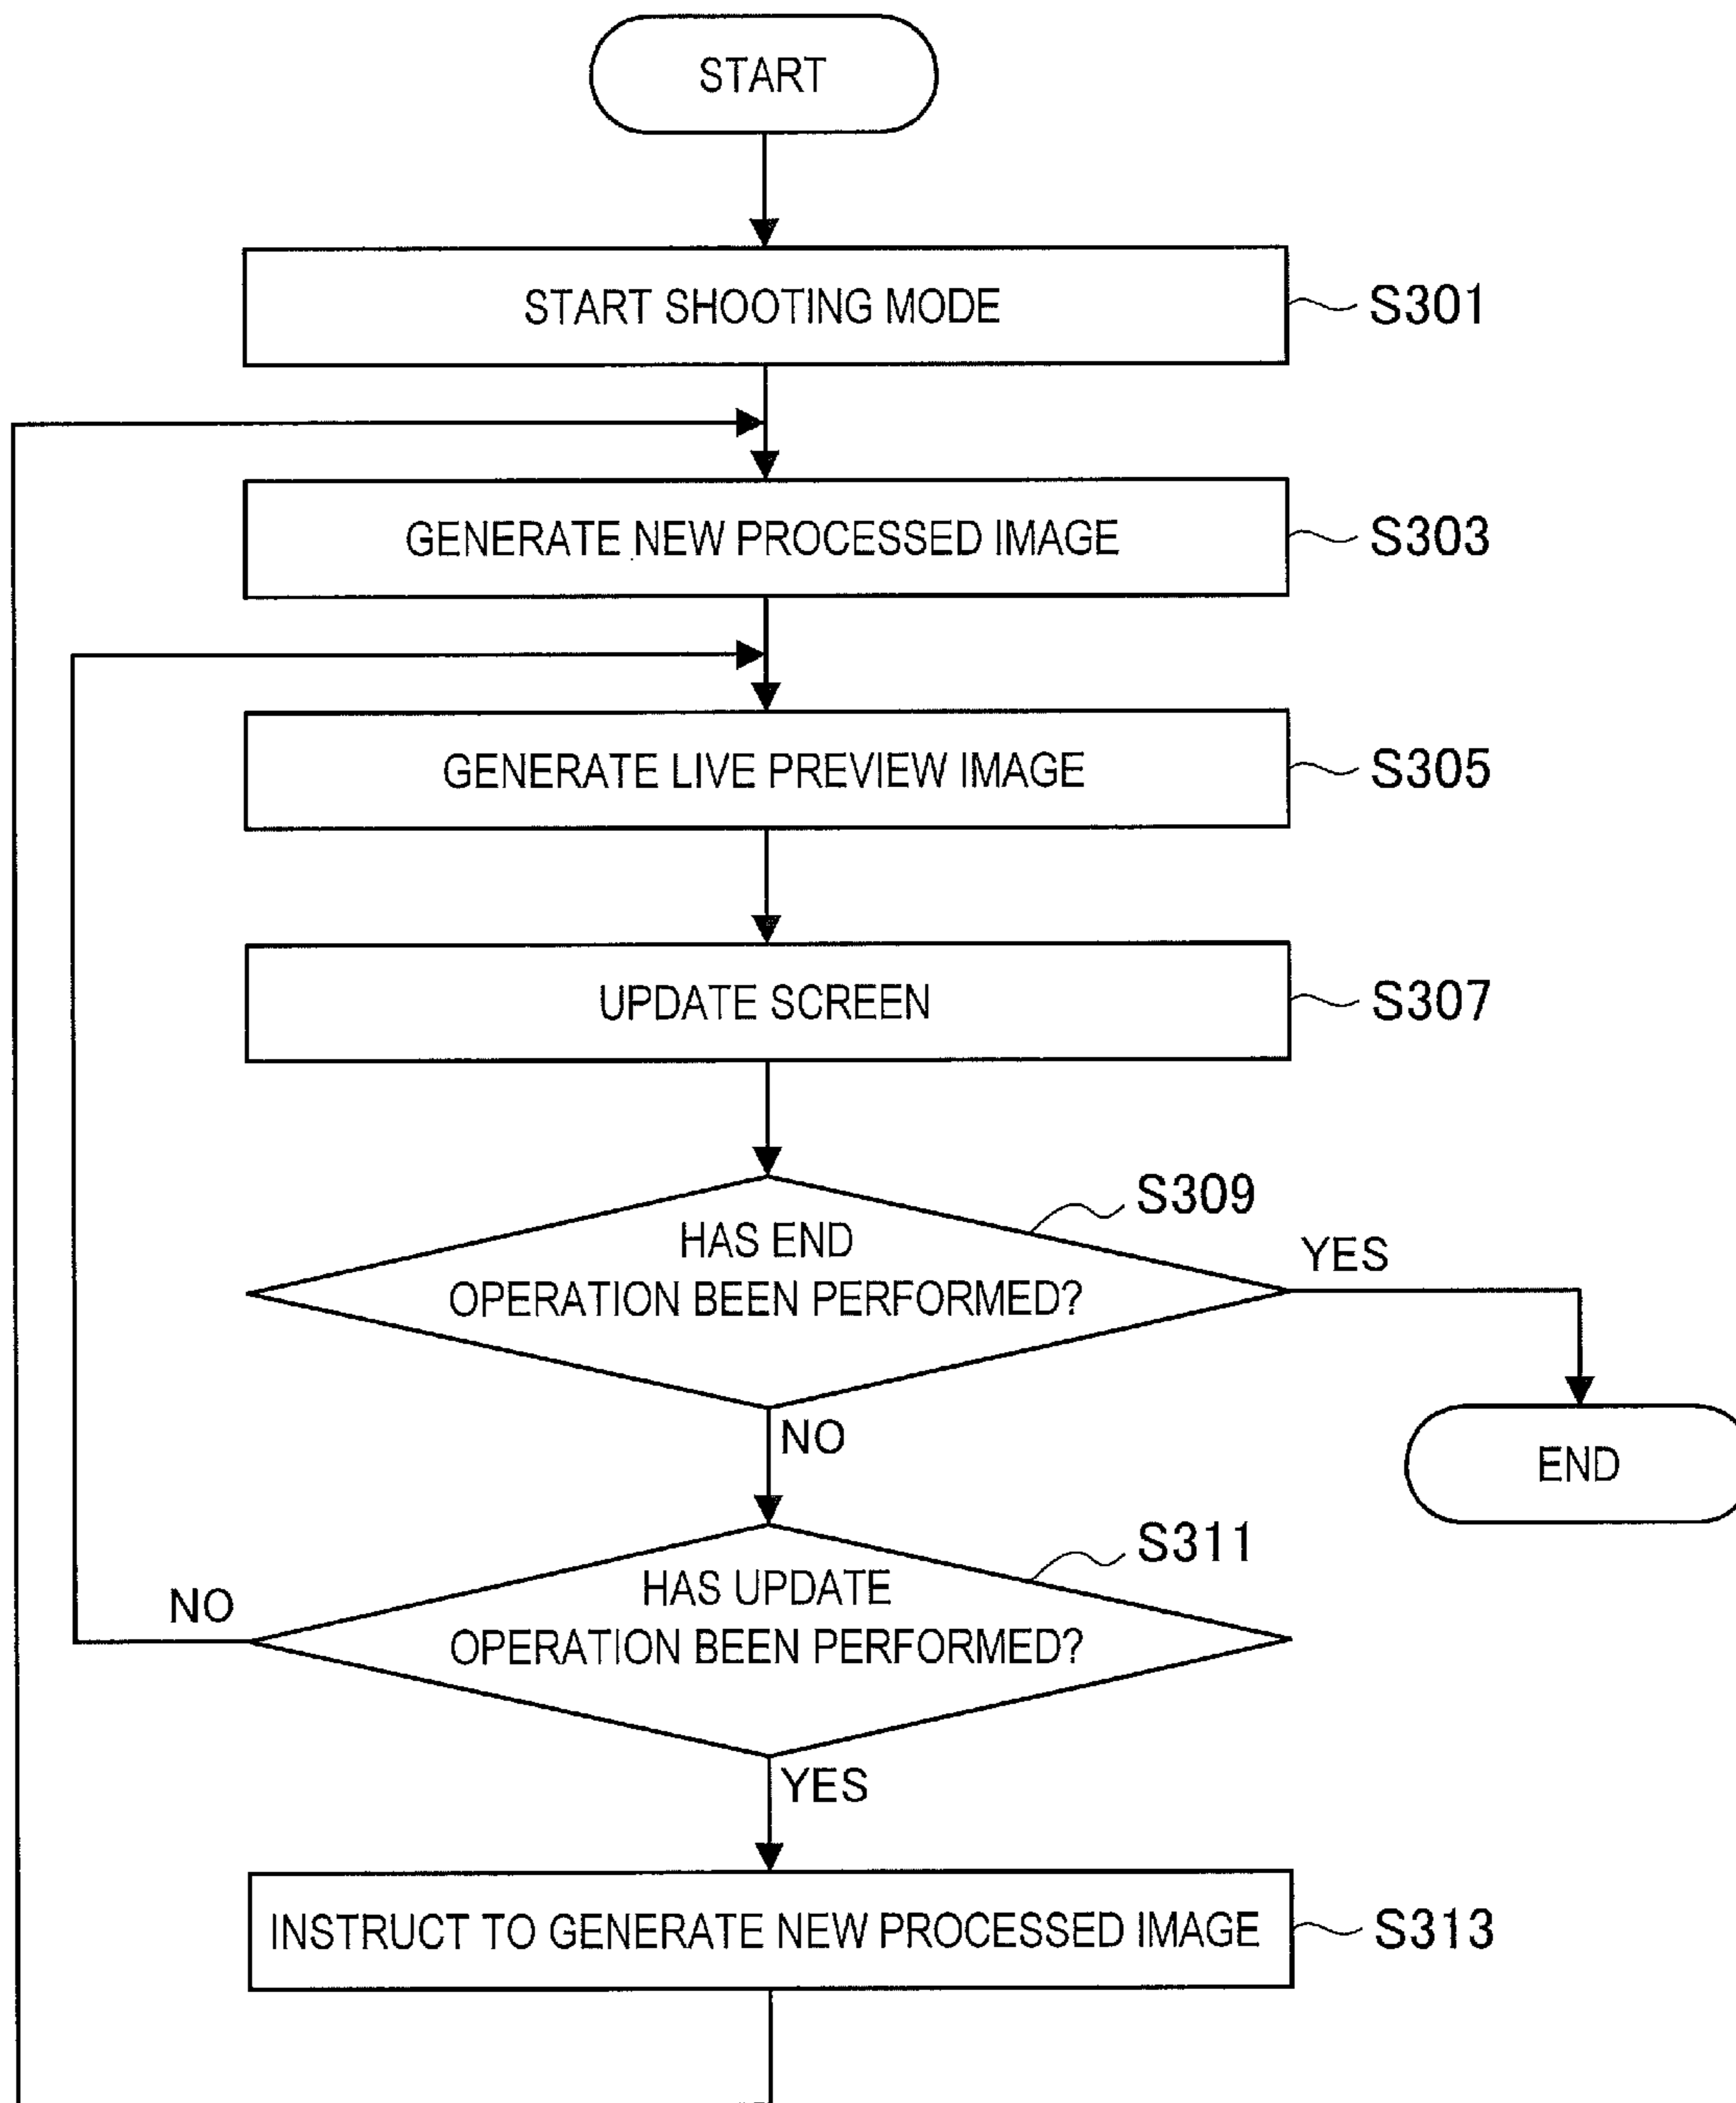 START
START SHOOTING MODE
S301
GENERATE NEW PROCESSED IMAGE
S303
GENERATE LIVE PREVIEW IMAGE
S305
UPDATE SCREEN
S307
HAS END
OPERATION BEEN PERFORMED?
S309
YES
NO
END
HAS UPDATE
OPERATION BEEN PERFORMED?
S311
NO
YES
INSTRUCT TO GENERATE NEW PROCESSED IMAGE
S313